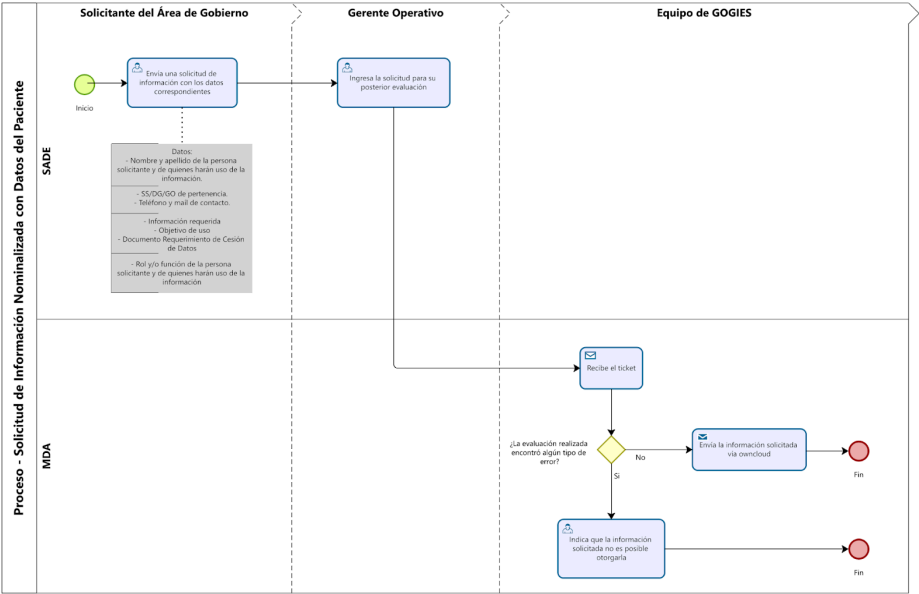 Solicitante del Área de Gobierno
Gerente Operativo
Equipo de GOGIES
Proceso - Solicitud de Información Nominalizada con Datos del Paciente
SADE
Inicio
Envia una solicitud de
información con los datos
correspondientes
Ingresa la solicitud para su
posterior evaluación
Datos:
- Nombre y apellido de la persona
solicitante y de quienes harán uso de la
información.
- SS/DG/GO de pertenencia.
- Teléfono y mail de contacto.
- Información requerida
- Objetivo de uso
- Documento Requerimiento de Cesión
de Datos
- Rol y/o función de la persona
solicitante y de quienes harán uso de la
información
MDA
Recibe el ticket
¿La evaluación realizada
encontró algún tipo de
error?
No
Si
Envia la información solicitada
via owncloud
Fin
Indica que la información
solicitada no es posible
otorgarla
Fin